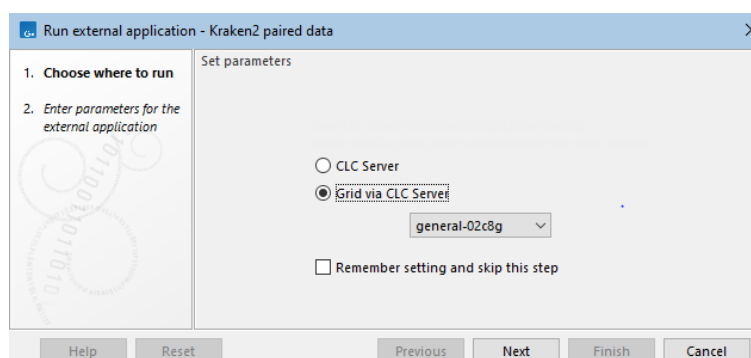 Run external application - Kraken2 paired data
1. Choose where to run
2. Enter parameters for the
external application
Set parameters
CLC Server
Grid via CLC Server
general-02c8g
Remember setting and skip this step
Help Reset Previous Next Finish Cancel